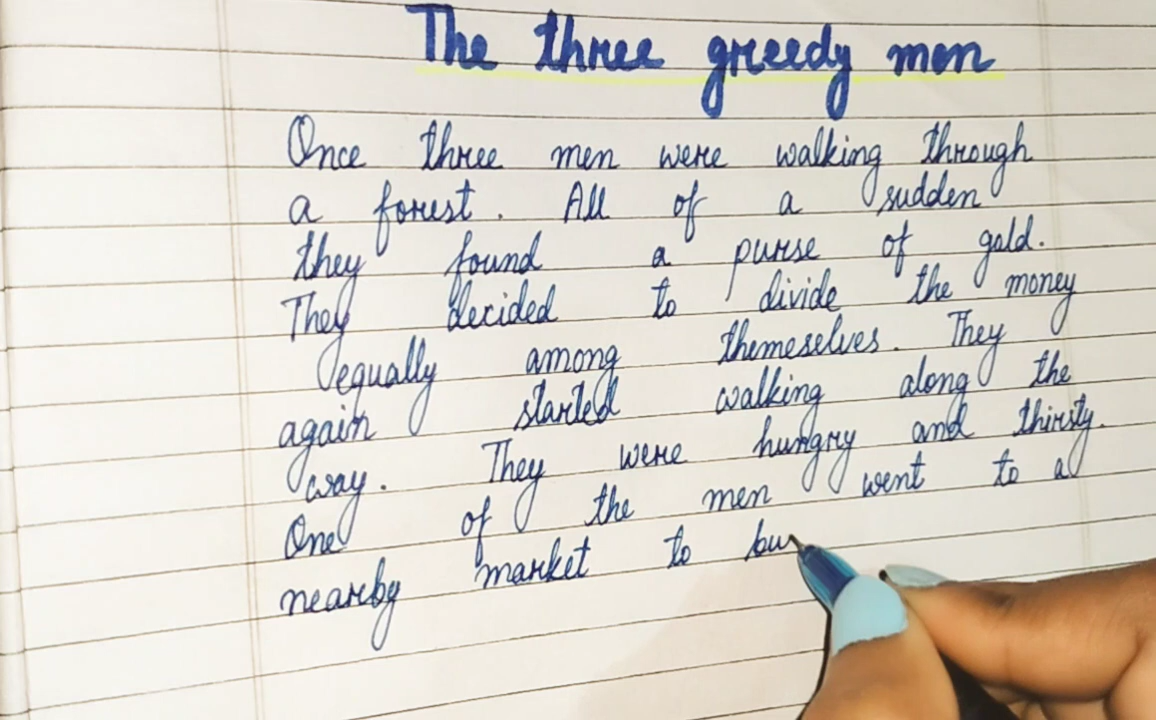 The three greedy men
Once three men were walking through
a forest. All of a sudden
they found a purse of gold.
They decided to divide the money
equally among themeselves. They
again started walking along the
way. They were hungry and thirsty.
One of the men went to a
nearby market to bu